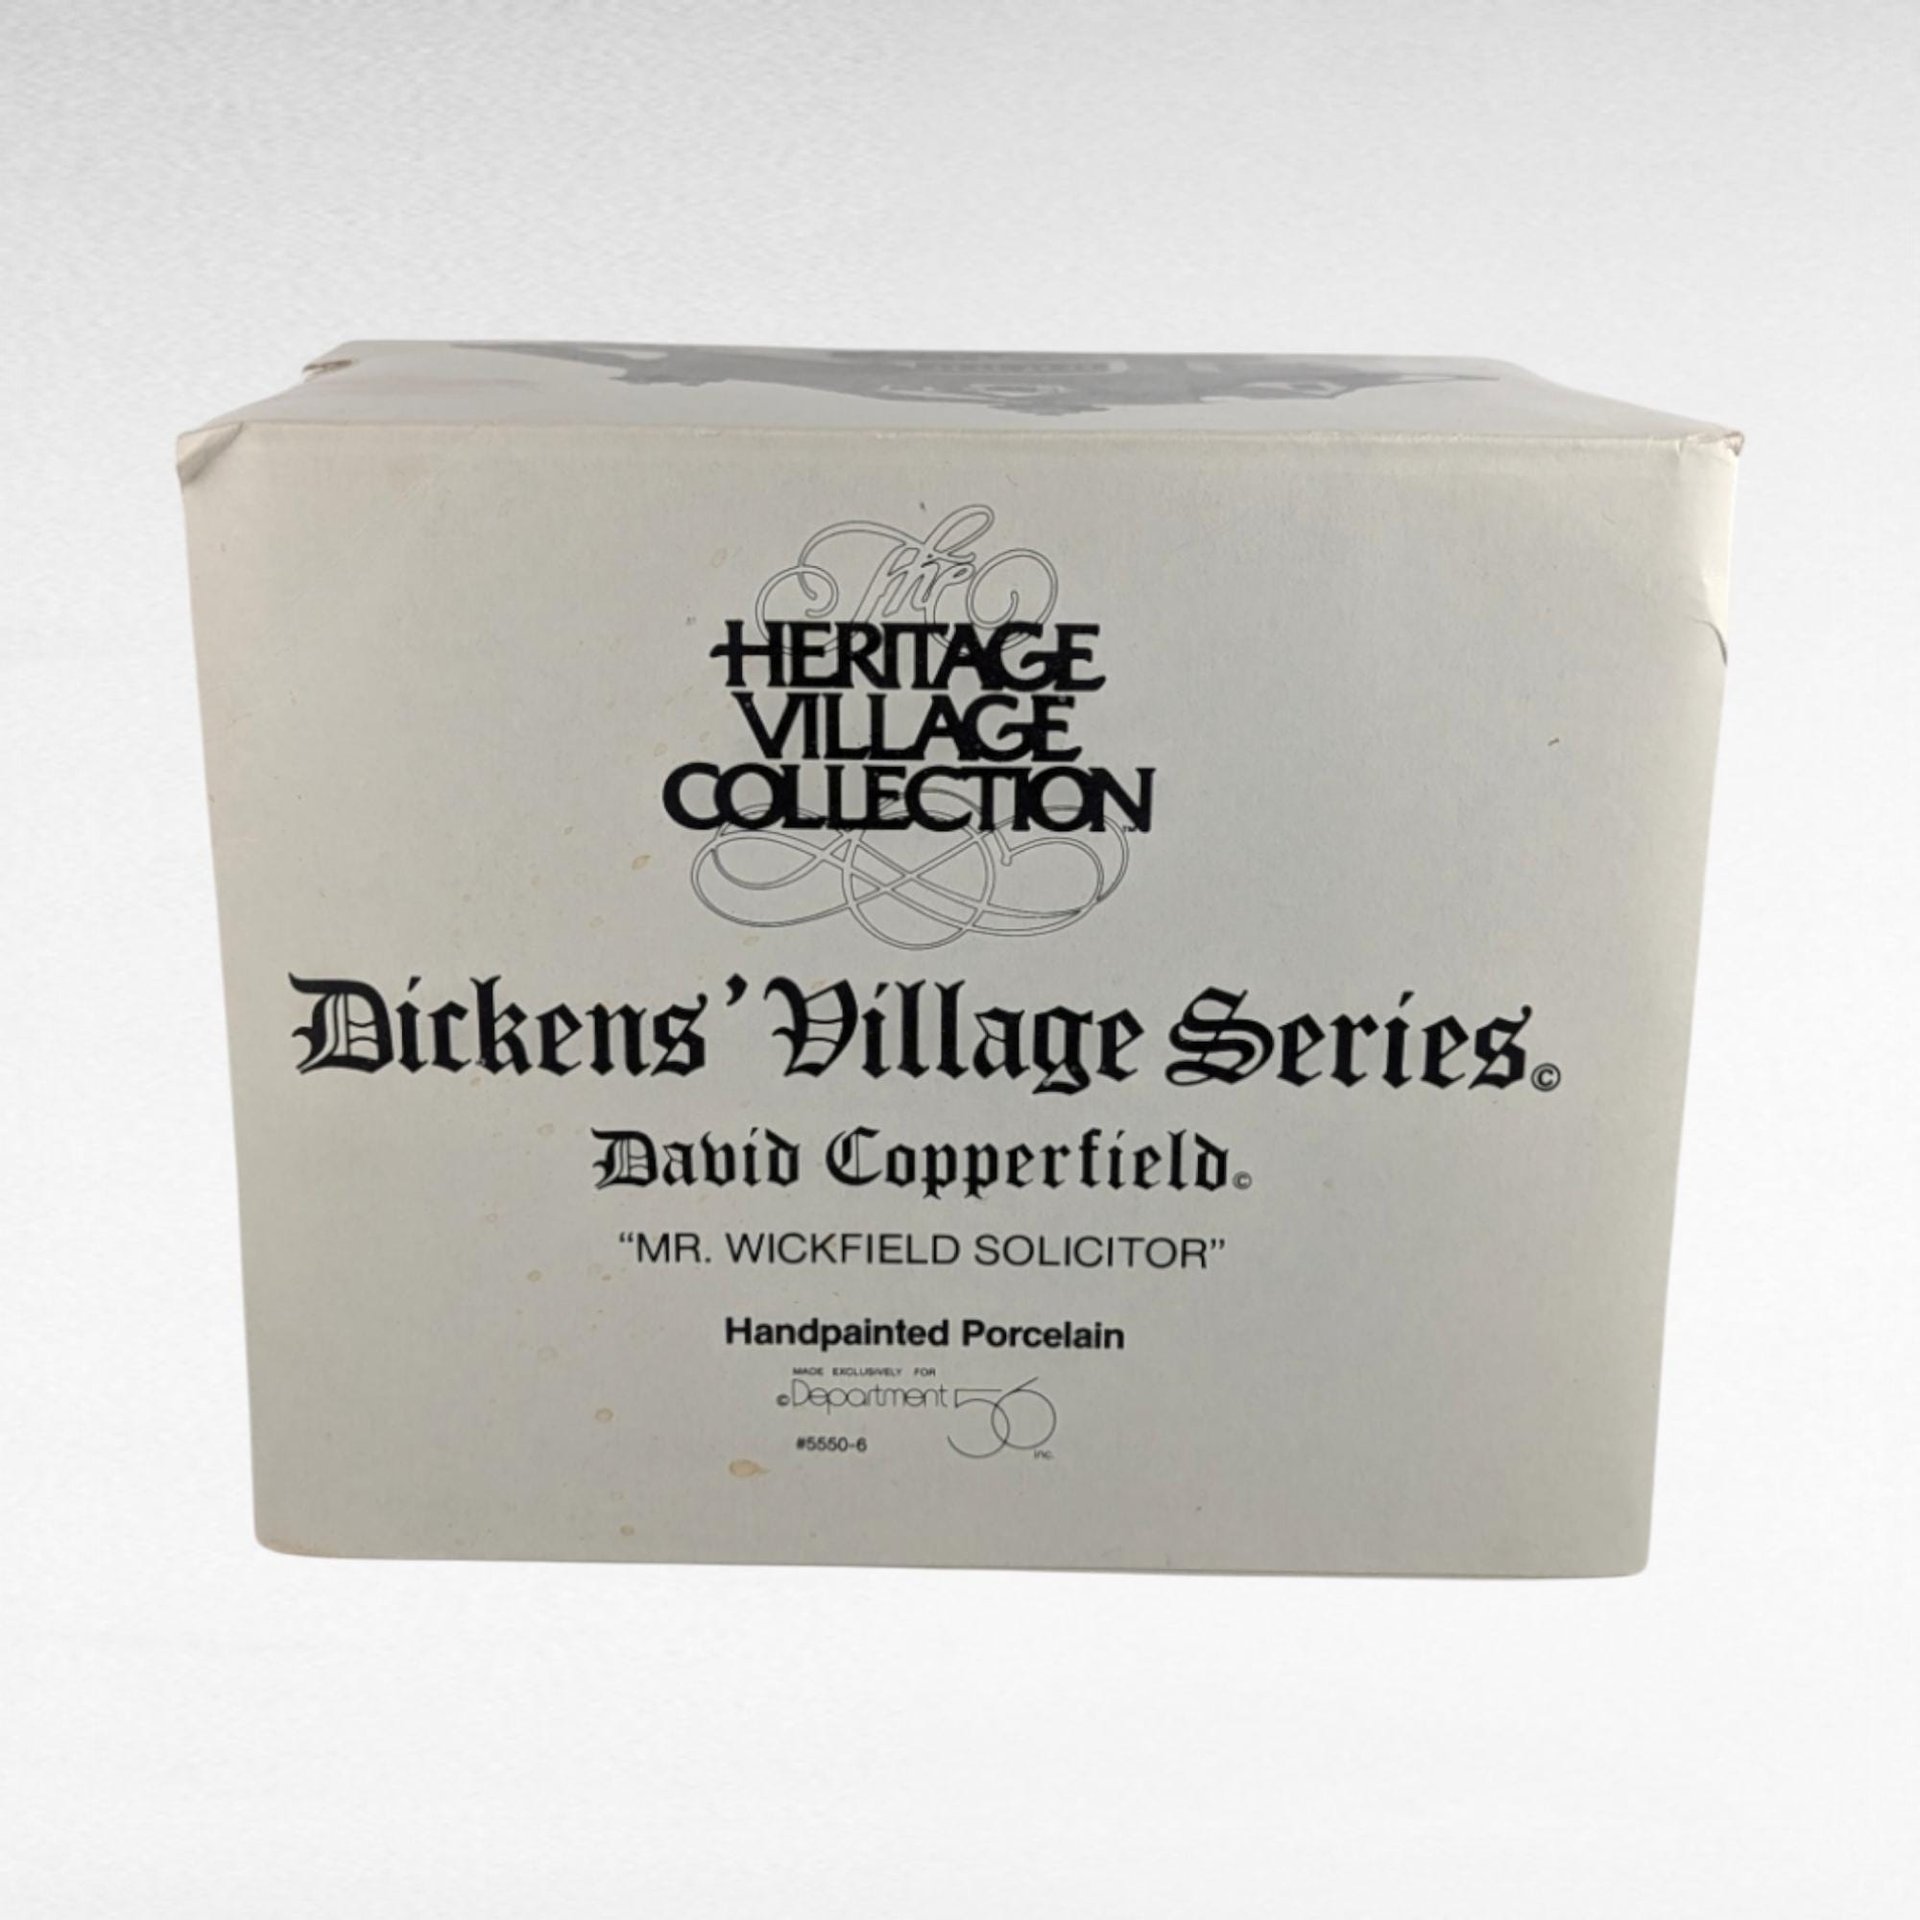 The
HERITAGE
VILLAGE
COLLECTION™
Dickens' Village Series©
David Copperfield©
“MR. WICKFIELD SOLICITOR”
Handpainted Porcelain
MADE EXCLUSIVELY FOR
©Department 56 inc.
#5550-6